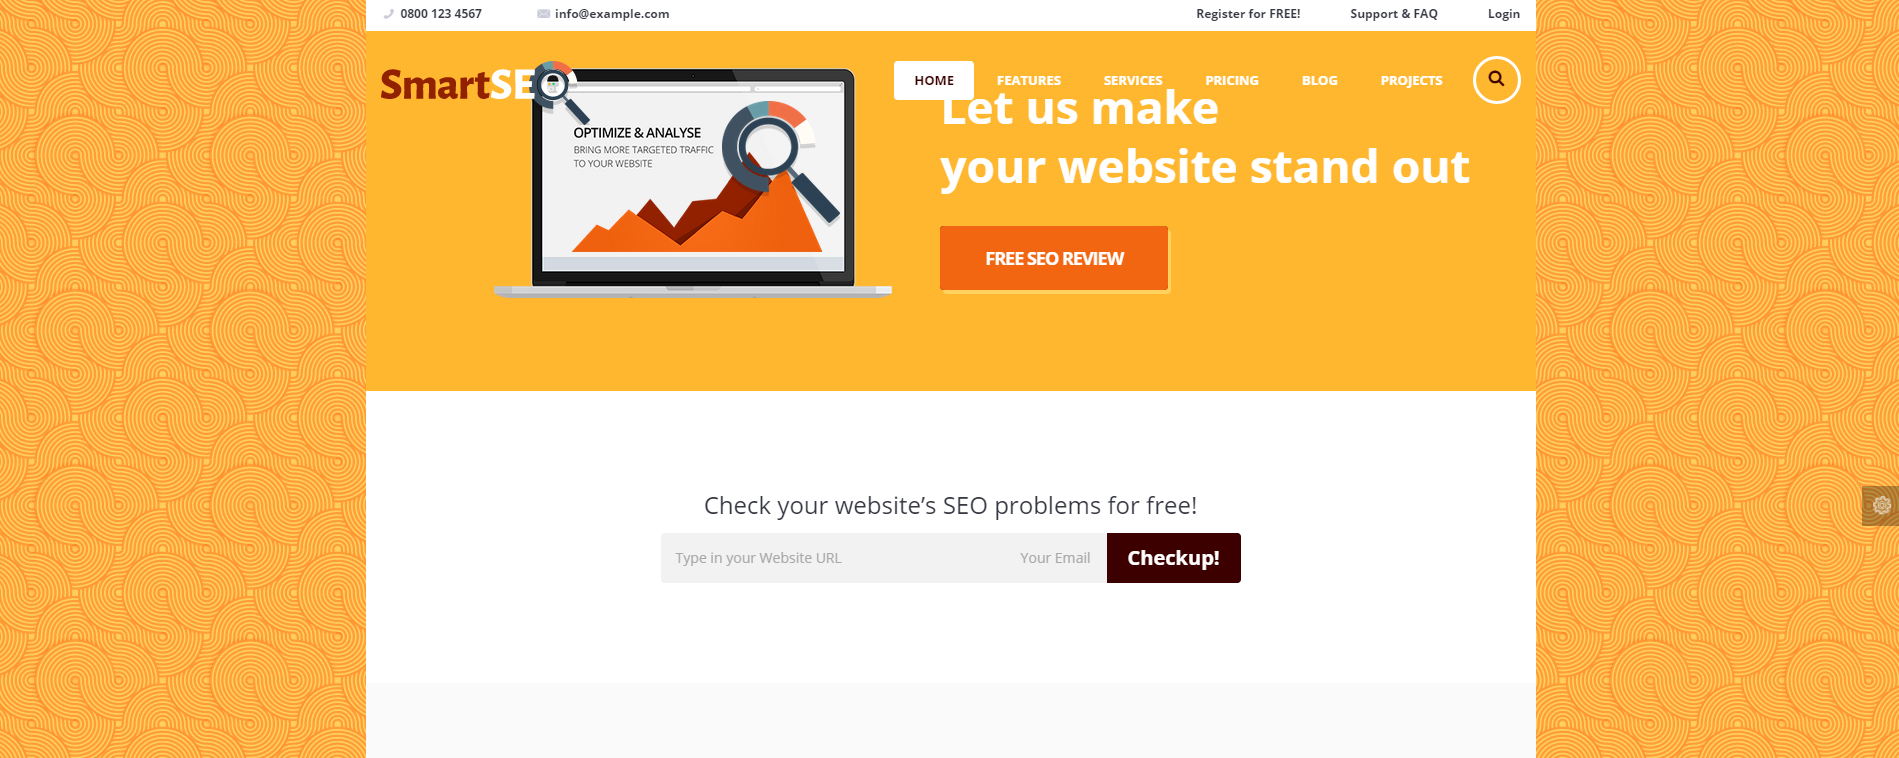 0800 123 4567
info@example.com
Register for FREE!
Support & FAQ
Login
SmartSEO
HOME
FEATURES
SERVICES
PRICING
BLOG
PROJECTS
OPTIMIZE & ANALYSE
BRING MORE TARGETED TRAFFIC
TO YOUR WEBSITE
Let us make
your website stand out
FREE SEO REVIEW
Check your website’s SEO problems for free!
Type in your Website URL
Your Email
Checkup!